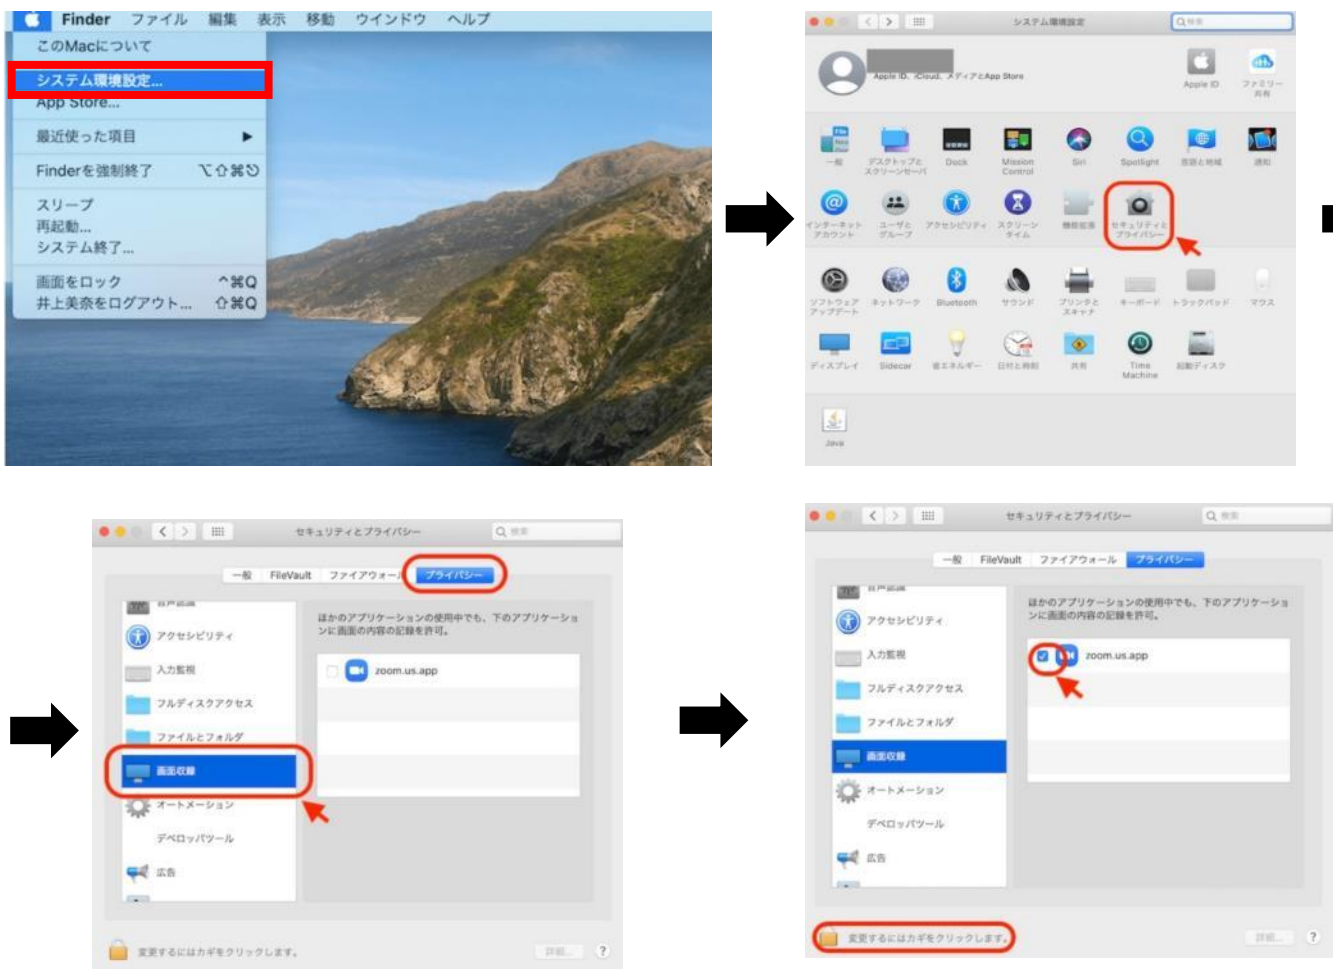 Finder ファイル 編集 表示 移動 ウインドウ ヘルプ
このMacについて
システム環境設定...
App Store...
最近使った項目
Finderを強制終了 ⌥⇧⌘⎋
スリープ
再起動...
システム終了...
画面をロック ^⌘Q
井上美奈をログアウト... ⇧⌘Q
システム環境設定
検索
Apple ID、iCloud、メディアとApp Store
Apple ID
ファミリー
共有
一般
デスクトップと
スクリーンセーバ
Dock
Mission
Control
Siri
Spotlight
言語と地域
通知
インターネット
アカウント
ユーザと
グループ
アクセシビリティ
スクリーン
タイム
機能拡張
セキュリティと
プライバシー
ソフトウェア
アップデート
ネットワーク
Bluetooth
サウンド
プリンタと
スキャナ
キーボード
トラックパッド
マウス
ディスプレイ
Sidecar
省エネルギー
日付と時刻
共有
Time
Machine
起動ディスク
Java
セキュリティとプライバシー
検索
一般 FileVault ファイアウォール プライバシー
音声認識
アクセシビリティ
入力監視
フルディスクアクセス
ファイルとフォルダ
画面収録
オートメーション
デベロッパツール
広告
ほかのアプリケーションの使用中でも、下のアプリケーショ
ンに画面の内容の記録を許可。
zoom.us.app
変更するにはカギをクリックします。
詳細... ?
セキュリティとプライバシー
検索
一般 FileVault ファイアウォール プライバシー
音声認識
アクセシビリティ
入力監視
フルディスクアクセス
ファイルとフォルダ
画面収録
オートメーション
デベロッパツール
広告
ほかのアプリケーションの使用中でも、下のアプリケーショ
ンに画面の内容の記録を許可。
zoom.us.app
変更するにはカギをクリックします。
詳細... ?